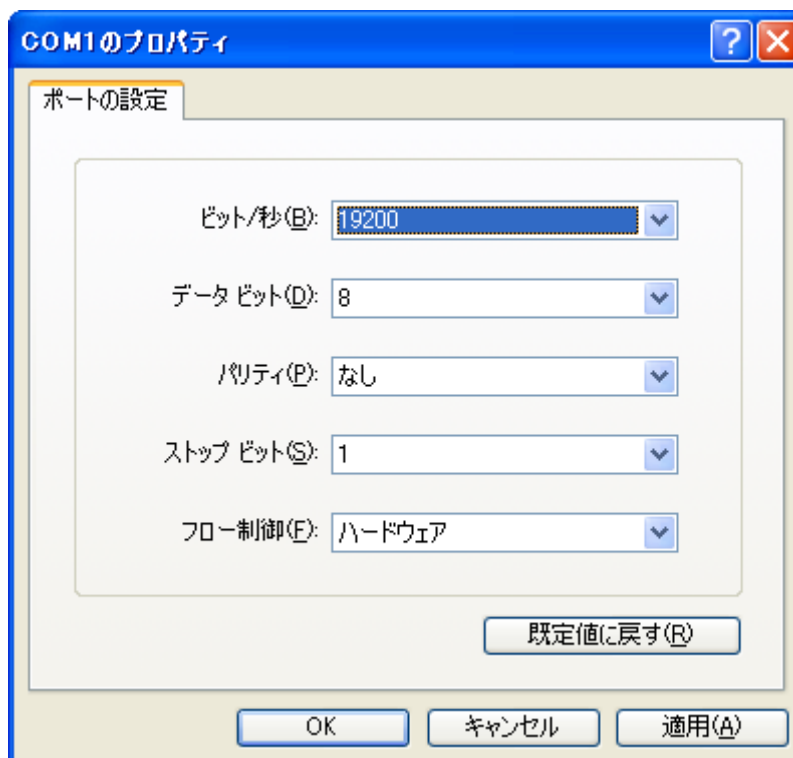 COM1のプロパティ
ポートの設定
ビット/秒(B): 19200
データ ビット(D): 8
パリティ(P): なし
ストップ ビット(S): 1
フロー制御(F): ハードウェア
既定値に戻す(R)
OK キャンセル 適用(A)